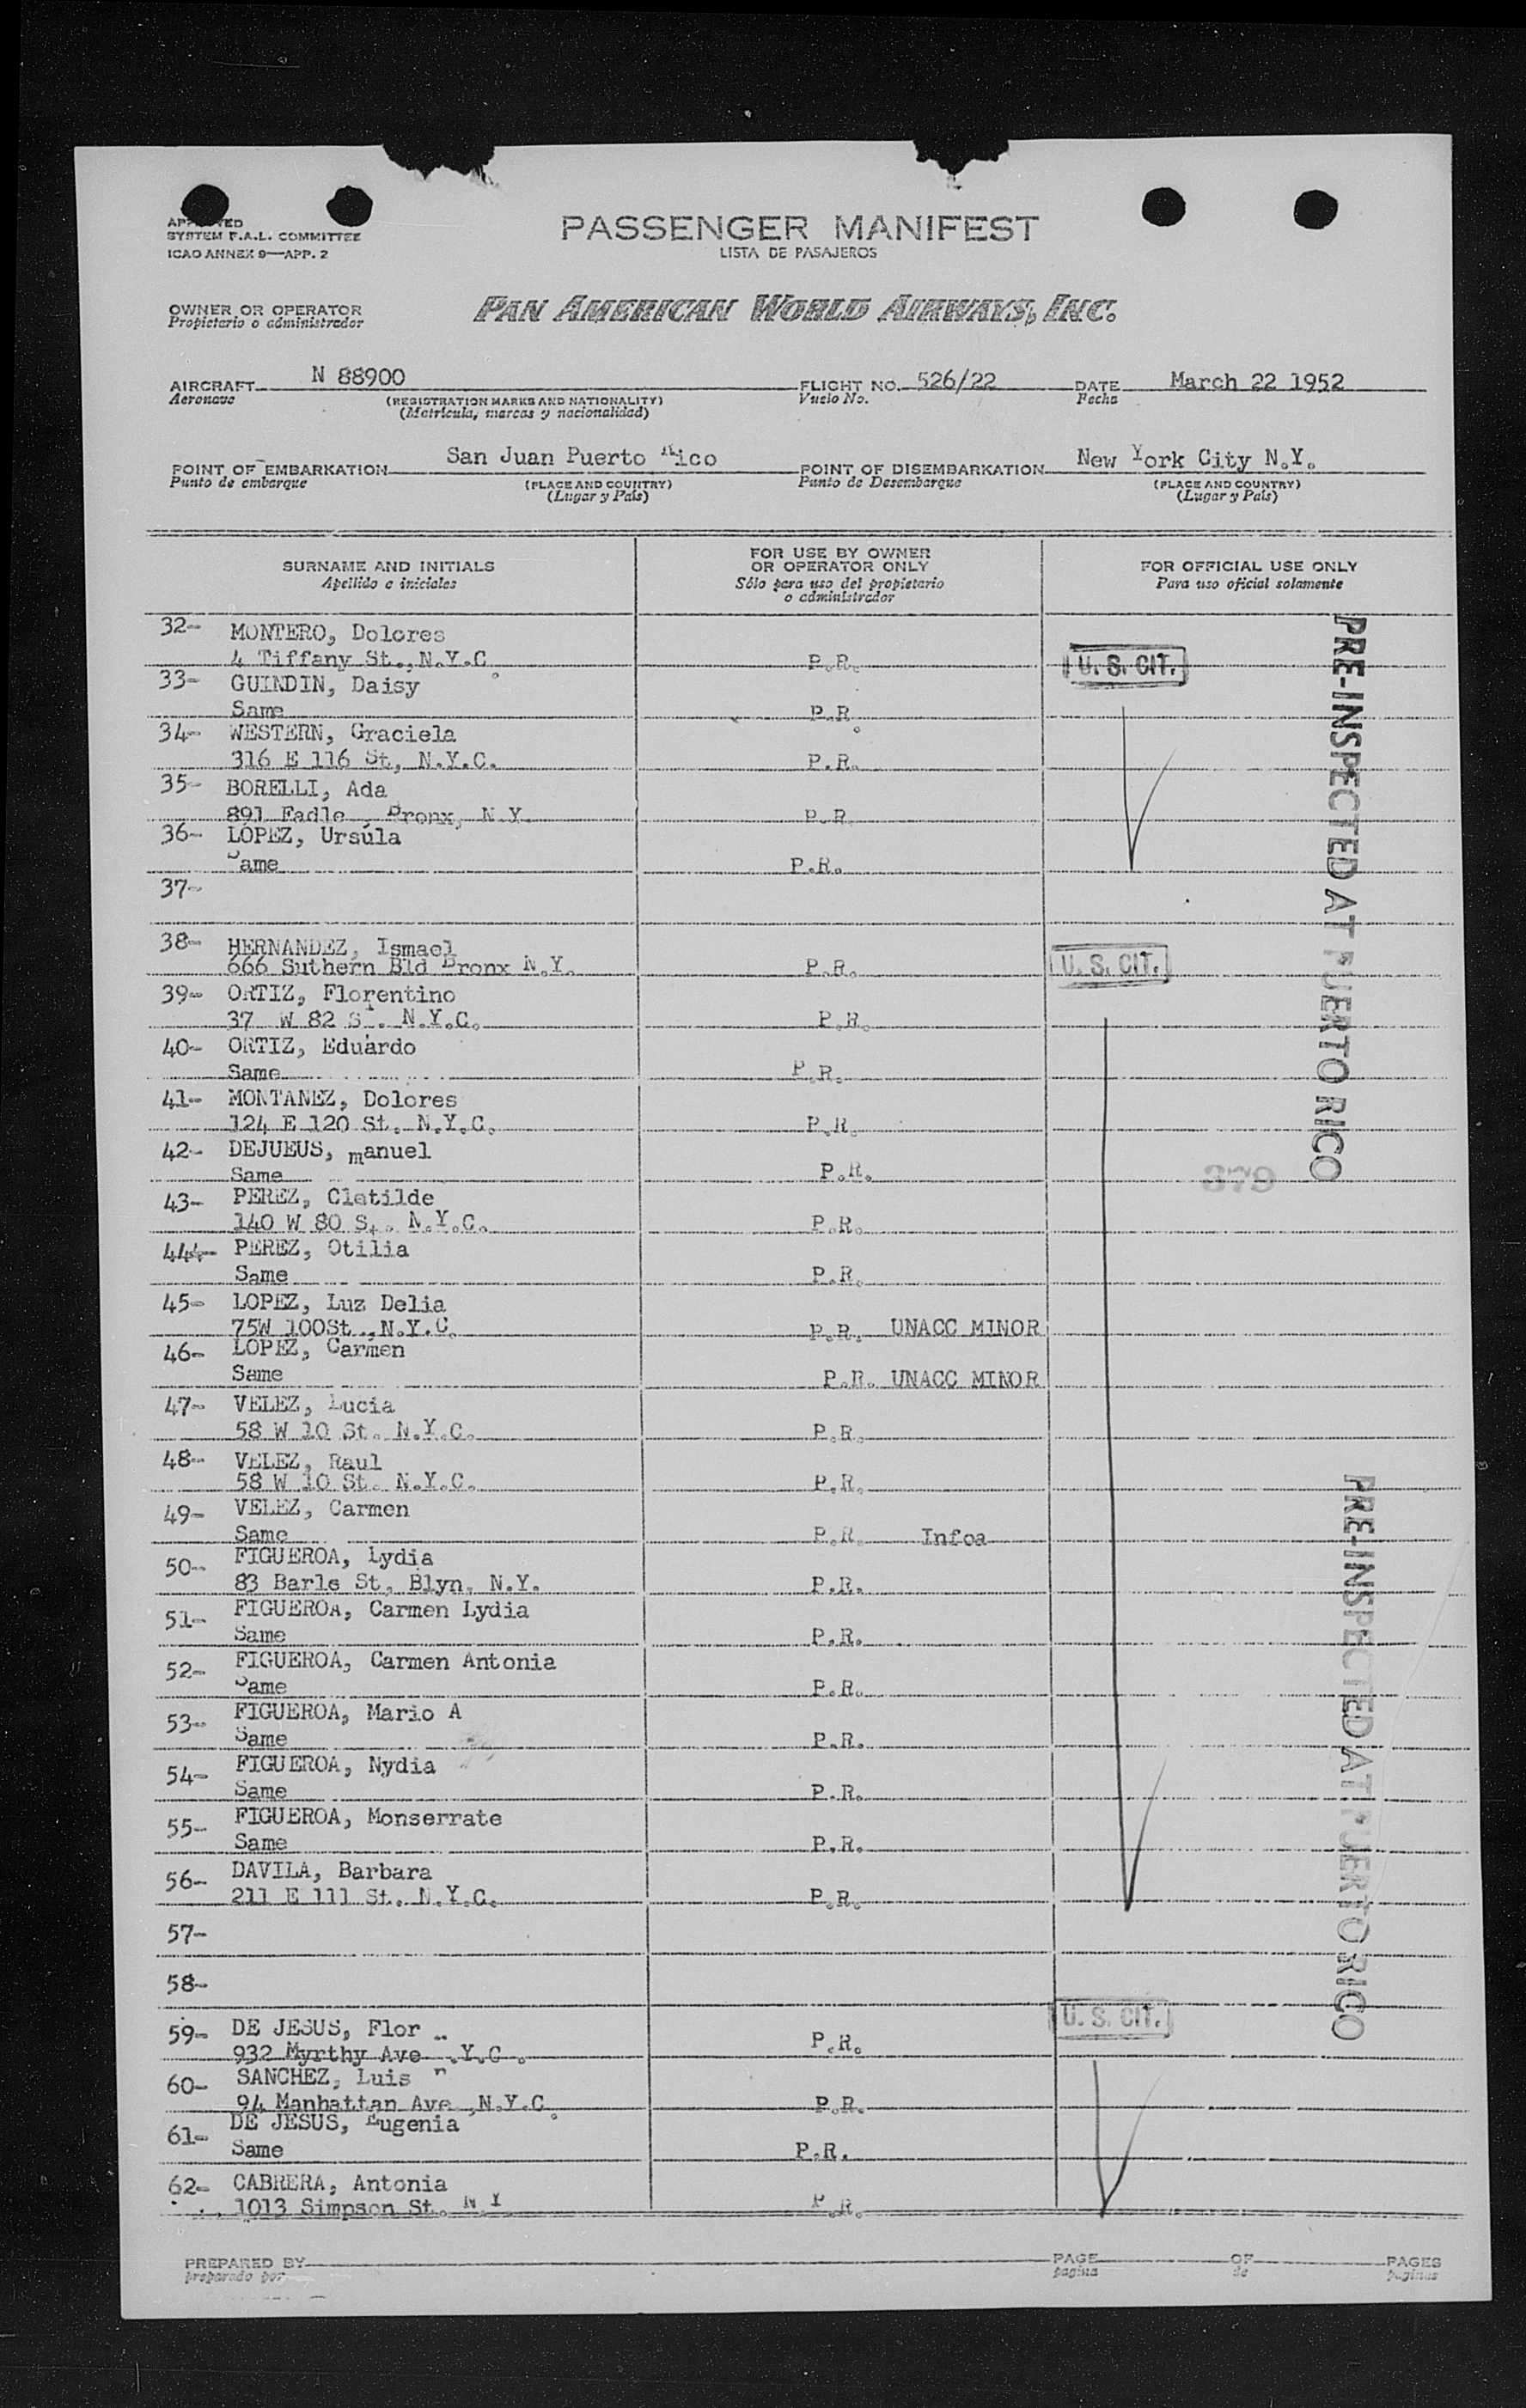 APPROVED
SYSTEM F.A.L. COMMITTEE
ICAO ANNEX 9—APP. 2
PASSENGER MANIFEST
LISTA DE PASAJEROS
OWNER OR OPERATOR
Propietario o administrador
PAN AMERICAN WORLD AIRWAYS, INC.
AIRCRAFT N 88900 FLIGHT NO. 526/22 DATE March 22 1952
Aeronave (REGISTRATION MARKS AND NATIONALITY) Vuelo No. Fecha
(Matrícula, marcas y nacionalidad)
POINT OF EMBARKATION San Juan Puerto Rico POINT OF DISEMBARKATION New York City N.Y.
Punto de embarque (PLACE AND COUNTRY) Punto de Desembarque (PLACE AND COUNTRY)
(Lugar y País) (Lugar y País)
SURNAME AND INITIALS FOR USE BY OWNER OR OPERATOR ONLY FOR OFFICIAL USE ONLY
Apellido e iniciales Sólo para uso del propietario o administrador Para uso oficial solamente
32- MONTERO, Dolores
4 Tiffany St., N.Y.C. P.R. U. S. CIT.
33- GUINDIN, Daisy
Same P.R.
34- WESTERN, Graciela
316 E 116 St, N.Y.C. P.R.
35- BORELLI, Ada
891 Fadle , Bronx, N.Y. P.R.
36- LOPEZ, Ursúla
Same P.R.
37-
38- HERNANDEZ, Ismael
666 Suthern Bld Bronx N.Y. P.R. U. S. CIT.
39- ORTIZ, Florentino
37 W 82 St. N.Y.C. P.R.
40- ORTIZ, Eduardo
Same P.R.
41- MONTANEZ, Dolores
124 E 120 St. N.Y.C. P.R.
42- DEJUEUS, manuel
Same P.R. 379
43- PEREZ, Clotilde
140 W 80 St. N.Y.C. P.R.
44- PEREZ, Otilia
Same P.R.
45- LOPEZ, Luz Delia
75W 100St., N.Y.C. P.R. UNACC MINOR
46- LOPEZ, Carmen
Same P.R. UNACC MINOR
47- VELEZ, Lucia
58 W 10 St. N.Y.C. P.R.
48- VELEZ, Raul
58 W 10 St. N.Y.C. P.R.
49- VELEZ, Carmen
Same P.R. Infoa
50- FIGUEROA, Lydia
83 Barle St. Blyn. N.Y. P.R.
51- FIGUEROA, Carmen Lydia
Same P.R.
52- FIGUEROA, Carmen Antonia
Same P.R.
53- FIGUEROA, Mario A
Same P.R.
54- FIGUEROA, Nydia
Same P.R.
55- FIGUEROA, Monserrate
Same P.R.
56- DAVILA, Barbara
211 E 111 St. N.Y.C. P.R.
57-
58-
59- DE JESUS, Flor
932 Myrthy Ave .Y.C. P.R. U. S. CIT.
60- SANCHEZ, Luis
94 Manhattan Ave ,N.Y.C. P.R.
61- DE JESUS, Eugenia
Same P.R.
62- CABRERA, Antonia
1013 Simpson St. N Y P.R.
PRE-INSPECTED AT PUERTO RICO
PRE-INSPECTED AT PUERTO RICO
PREPARED BY PAGE OF PAGES
preparado por pagina de paginas